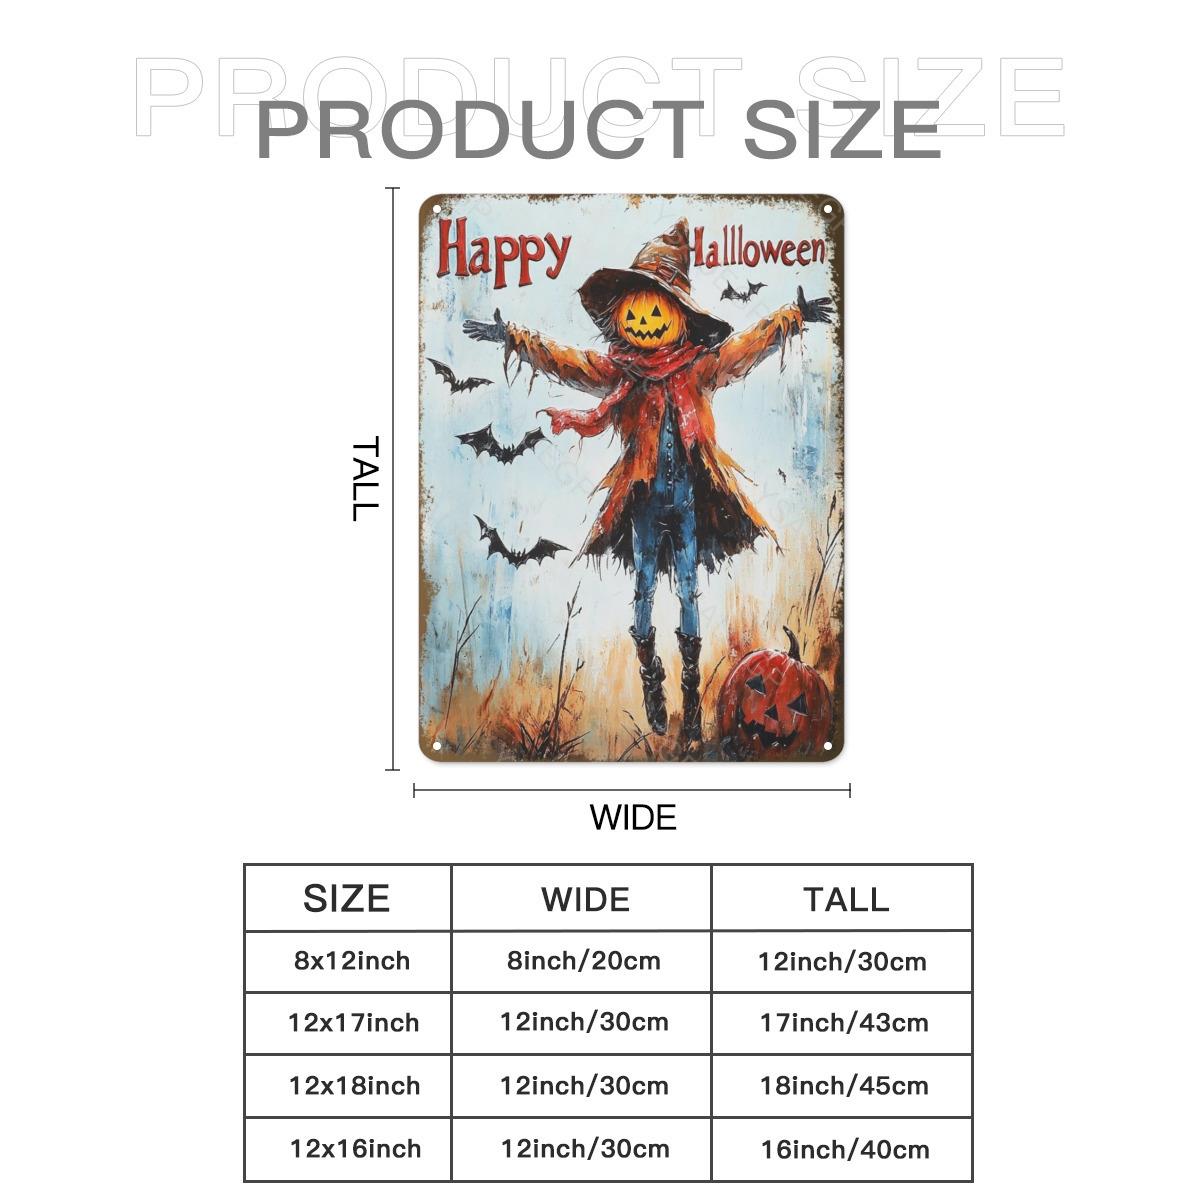 PRODUCT SIZE
PRODUCT SIZE
Happy Hallloween
TALL
WIDE
SIZE WIDE TALL
8x12inch 8inch/20cm 12inch/30cm
12x17inch 12inch/30cm 17inch/43cm
12x18inch 12inch/30cm 18inch/45cm
12x16inch 12inch/30cm 16inch/40cm